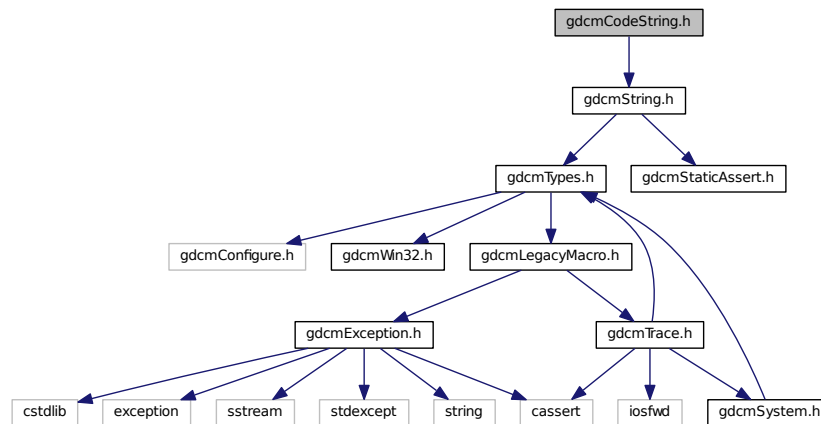 gdcmCodeString.h
gdcmString.h
gdcmTypes.h
gdcmStaticAssert.h
gdcmConfigure.h
gdcmWin32.h
gdcmLegacyMacro.h
gdcmException.h
gdcmTrace.h
cstdlib
exception
sstream
stdexcept
string
cassert
iosfwd
gdcmSystem.h